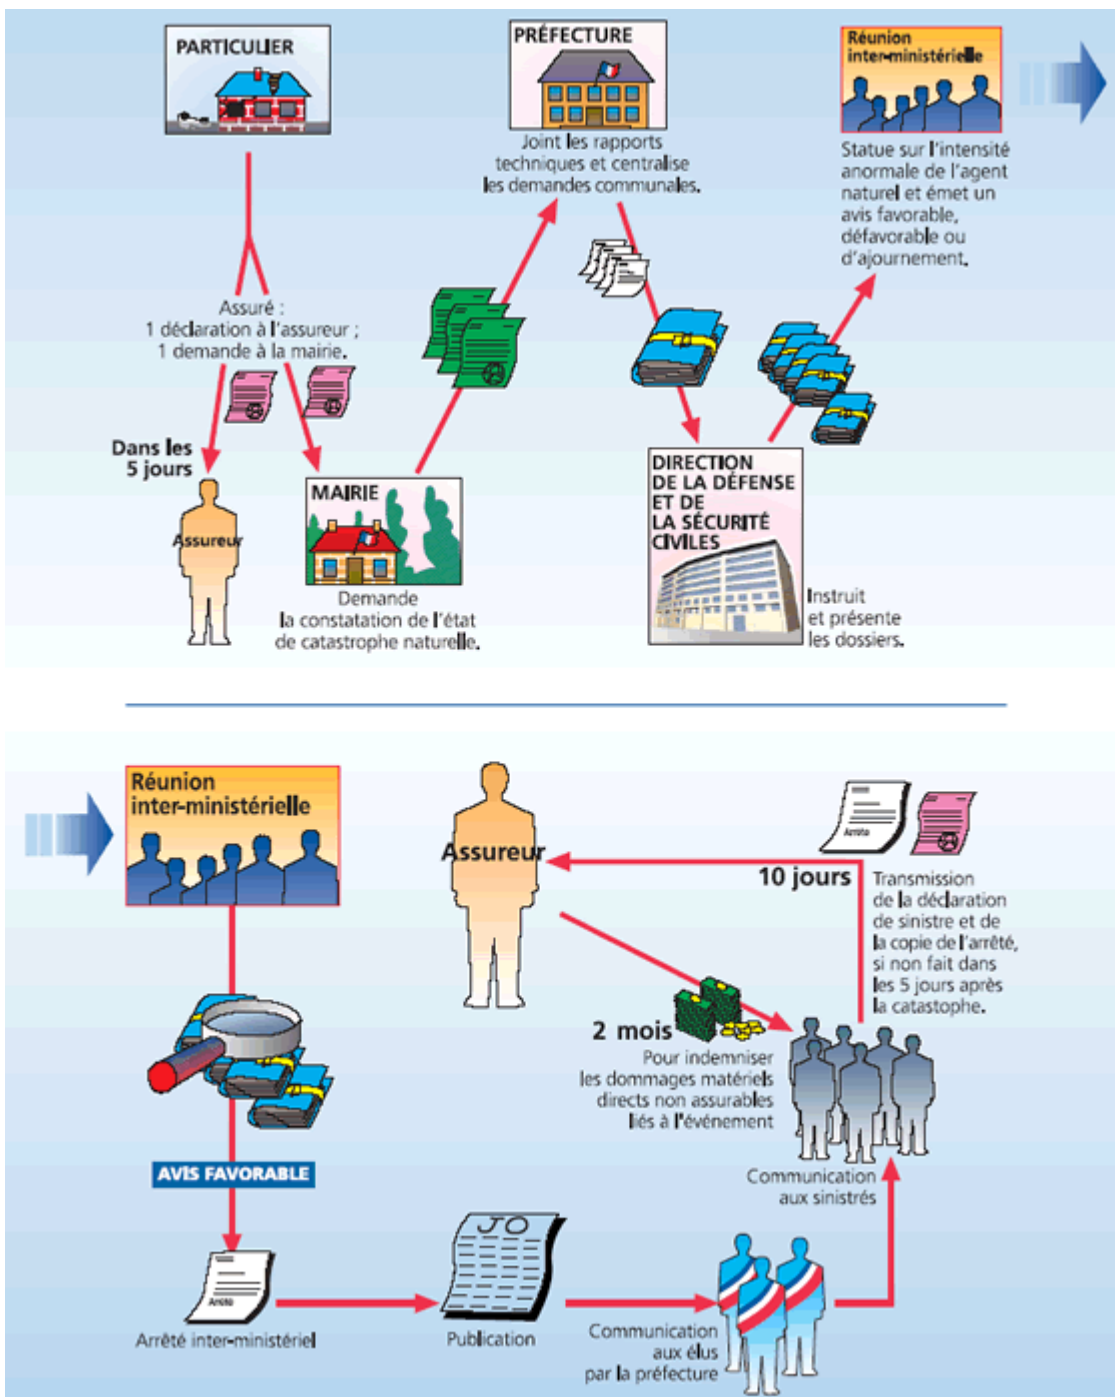 PARTICULIER
Assuré :
1 déclaration à l'assureur ;
1 demande à la mairie.
Dans les
5 jours
Assureur
MAIRIE
Demande
la constatation de l'état
de catastrophe naturelle.
PRÉFECTURE
Joint les rapports
techniques et centralise
les demandes communales.
DIRECTION
DE LA DÉFENSE
ET DE
LA SÉCURITÉ
CIVILES
Instruit
et présente
les dossiers.
Réunion
inter-ministérielle
Statue sur l'intensité
anormale de l'agent
naturel et émet un
avis favorable,
défavorable ou
d'ajournement.
Réunion
inter-ministérielle
AVIS FAVORABLE
Arrêté
Arrêté inter-ministériel
JO
Publication
Communication
aux élus
par la préfecture
Communication
aux sinistrés
Arrêté
10 jours
Transmission
de la déclaration
de sinistre et de
la copie de l'arrêté,
si non fait dans
les 5 jours après
la catastophe.
Assureur
2 mois
Pour indemniser
les dommages matériels
directs non assurables
liés à l'événement